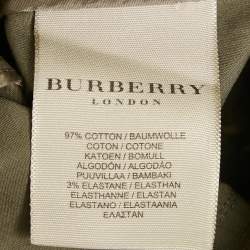 BURBERRY
LONDON
97% COTTON / BAUMWOLLE
COTON / COTONE
KATOEN / BOMULL
ALGODÓN / ALGODÃO
PUUVILLAA / BAMBAKI
3% ELASTANE / ELASTHAN
ELASTHANNE / ELASTAN
ELASTANO / ELASTAANIA
ΕΛΑΣΤΑΝ